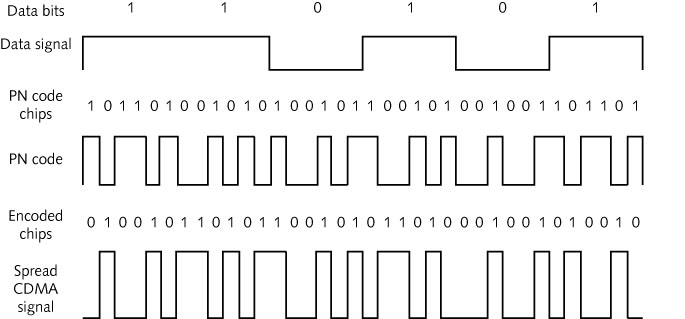 Data bits 1 1 0 1 0 1
Data signal
PN code
chips
1 0 1 1 0 1 0 0 1 0 1 0 1 0 0 1 0 1 1 0 0 1 0 1 0 0 1 0 0 1 1 0 1 1 0 1
PN code
Encoded
chips
0 1 0 0 1 0 1 1 0 1 0 1 1 0 0 1 0 1 0 1 1 0 1 0 0 0 1 0 0 1 0 1 0 0 1 0
Spread
CDMA
signal